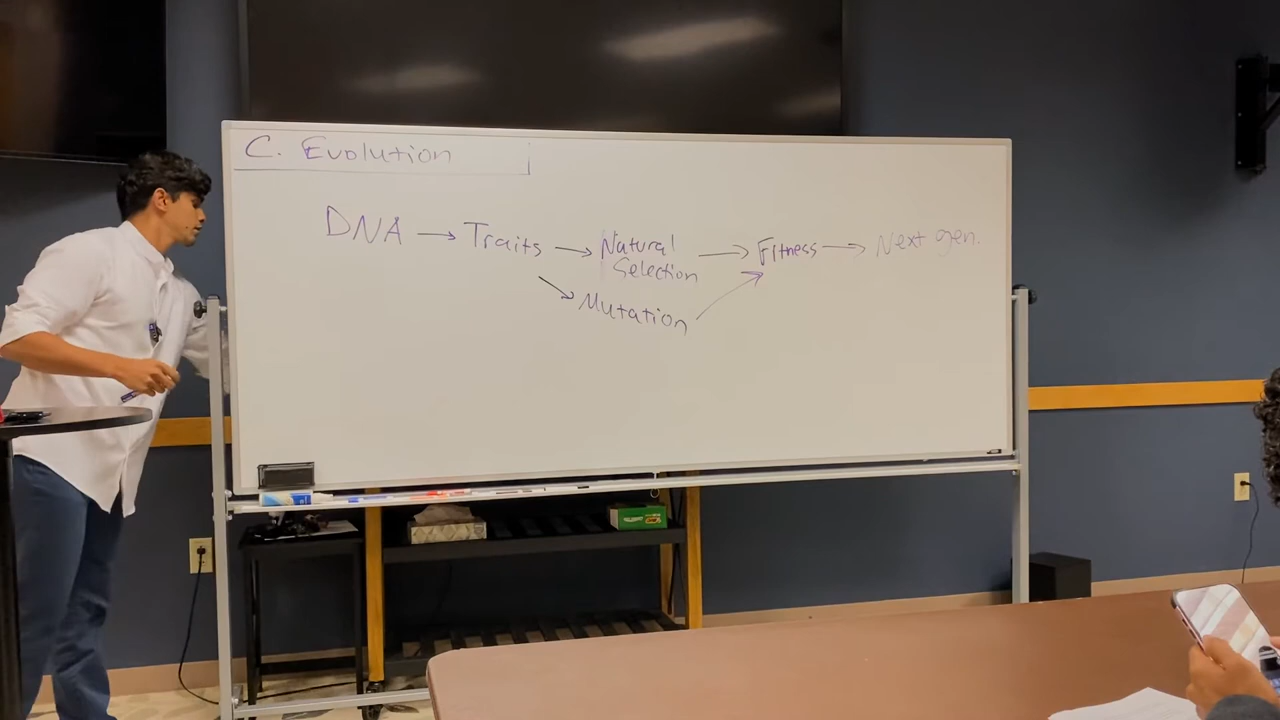 C. Evolution
DNA → Traits → Natural Selection → Fitness → Next gen.
Mutation